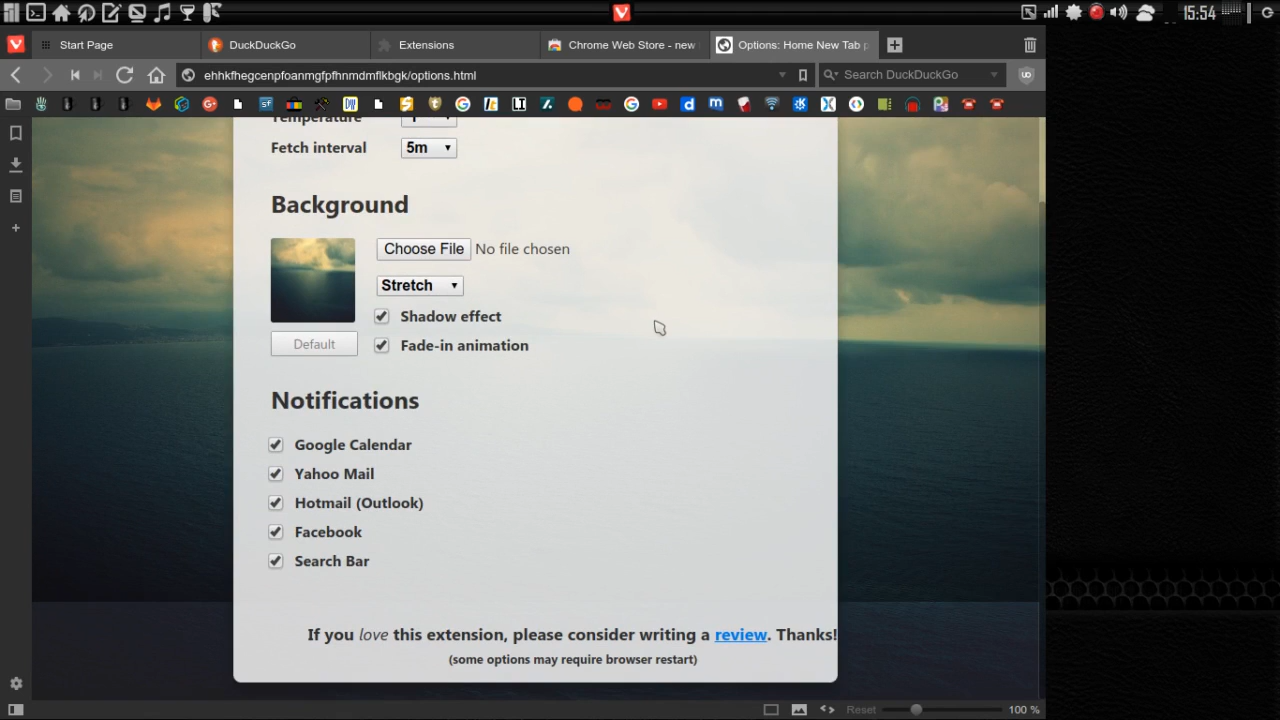 15:54
Start Page
DuckDuckGo
Extensions
Chrome Web Store - new
Options: Home New Tab p
ehhkfhegcenpfoanmgfpfhnmdmflkbgk/options.html
Search DuckDuckGo
Temperature
Fetch interval 5m
Background
Choose File No file chosen
Stretch
Shadow effect
Default
Fade-in animation
Notifications
Google Calendar
Yahoo Mail
Hotmail (Outlook)
Facebook
Search Bar
If you love this extension, please consider writing a review. Thanks!
(some options may require browser restart)
Reset 100 %